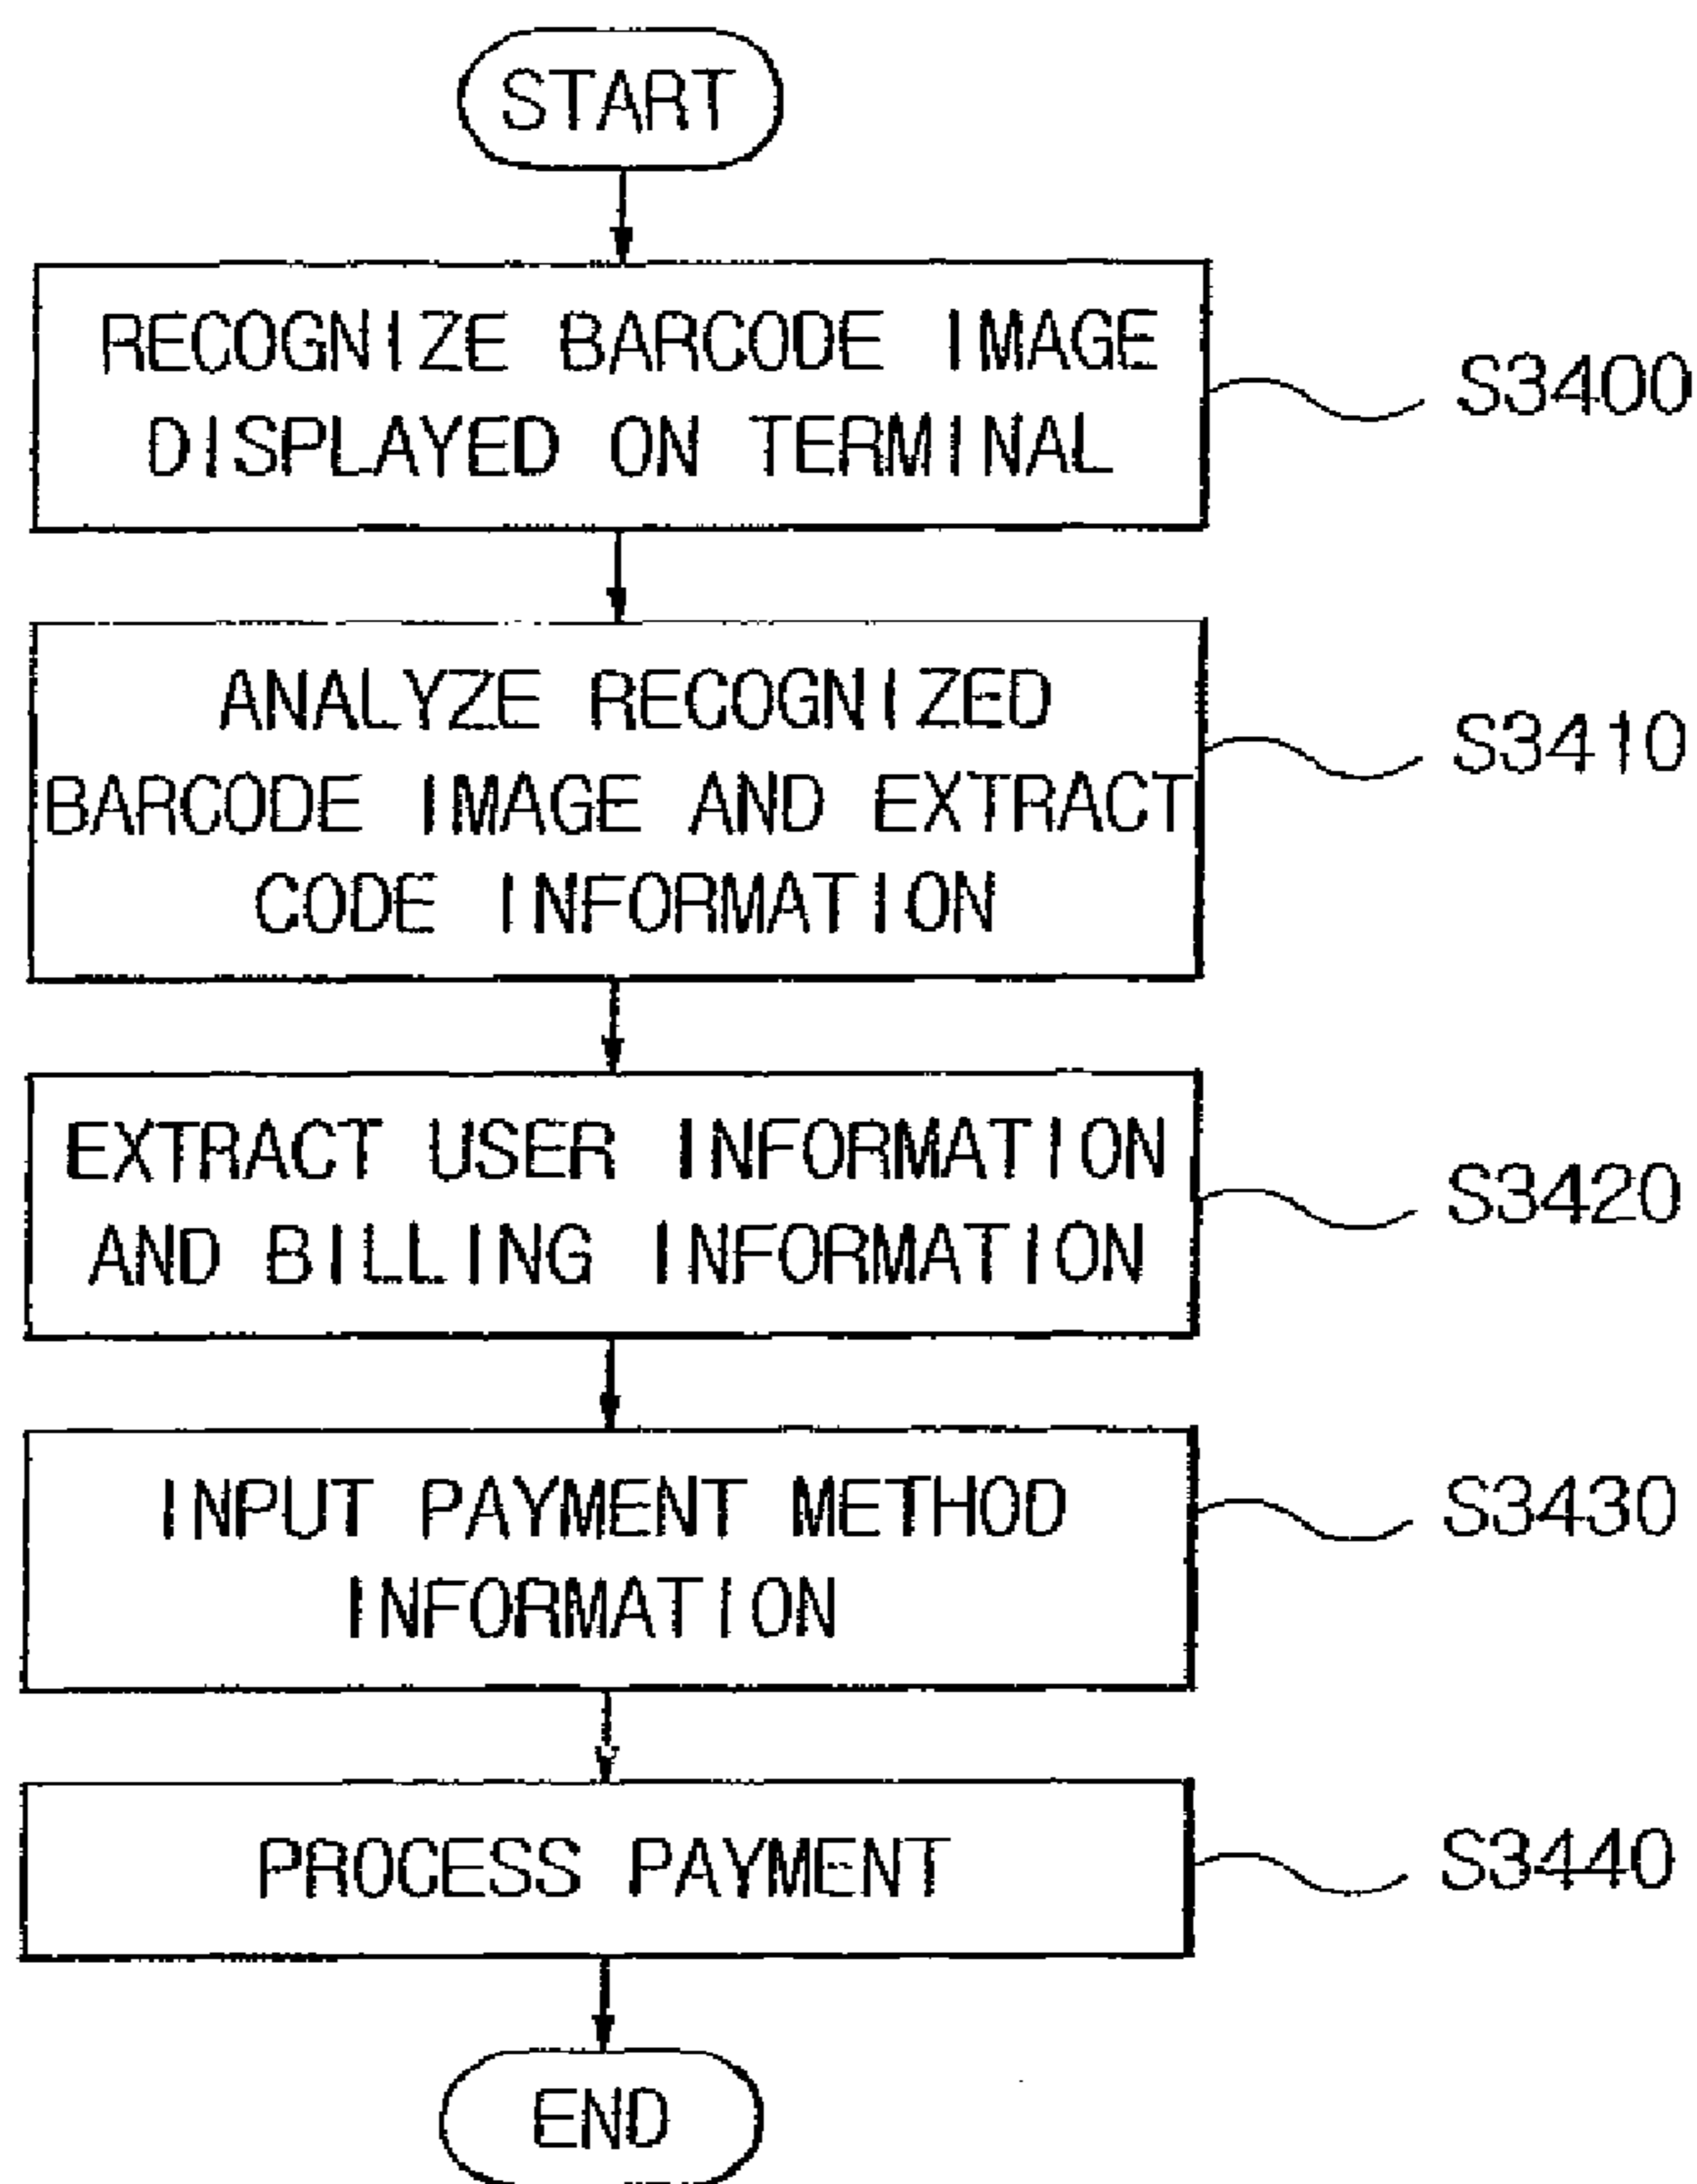 START
RECOGNIZE BARCODE IMAGE
DISPLAYED ON TERMINAL
S3400
ANALYZE RECOGNIZED
BARCODE IMAGE AND EXTRACT
CODE INFORMATION
S3410
EXTRACT USER INFORMATION
AND BILLING INFORMATION
S3420
INPUT PAYMENT METHOD
INFORMATION
S3430
PROCESS PAYMENT
S3440
END